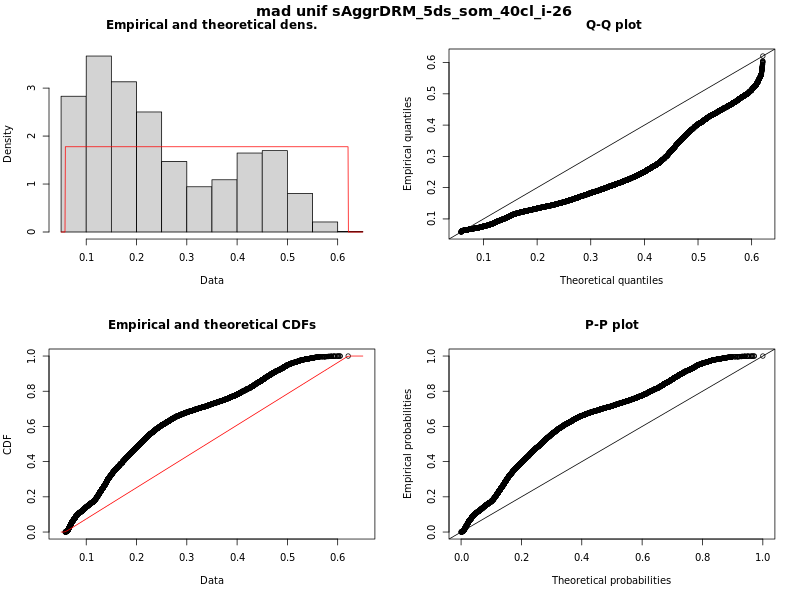 mad unif sAggrDRM_5ds_som_40cl_i-26
Empirical and theoretical dens.
Density
0 1 2 3
0.1 0.2 0.3 0.4 0.5 0.6
Data
Q-Q plot
Empirical quantiles
0.1 0.2 0.3 0.4 0.5 0.6
0.1 0.2 0.3 0.4 0.5 0.6
Theoretical quantiles
Empirical and theoretical CDFs
CDF
0.0 0.2 0.4 0.6 0.8 1.0
0.1 0.2 0.3 0.4 0.5 0.6
Data
P-P plot
Empirical probabilities
0.0 0.2 0.4 0.6 0.8 1.0
0.0 0.2 0.4 0.6 0.8 1.0
Theoretical probabilities